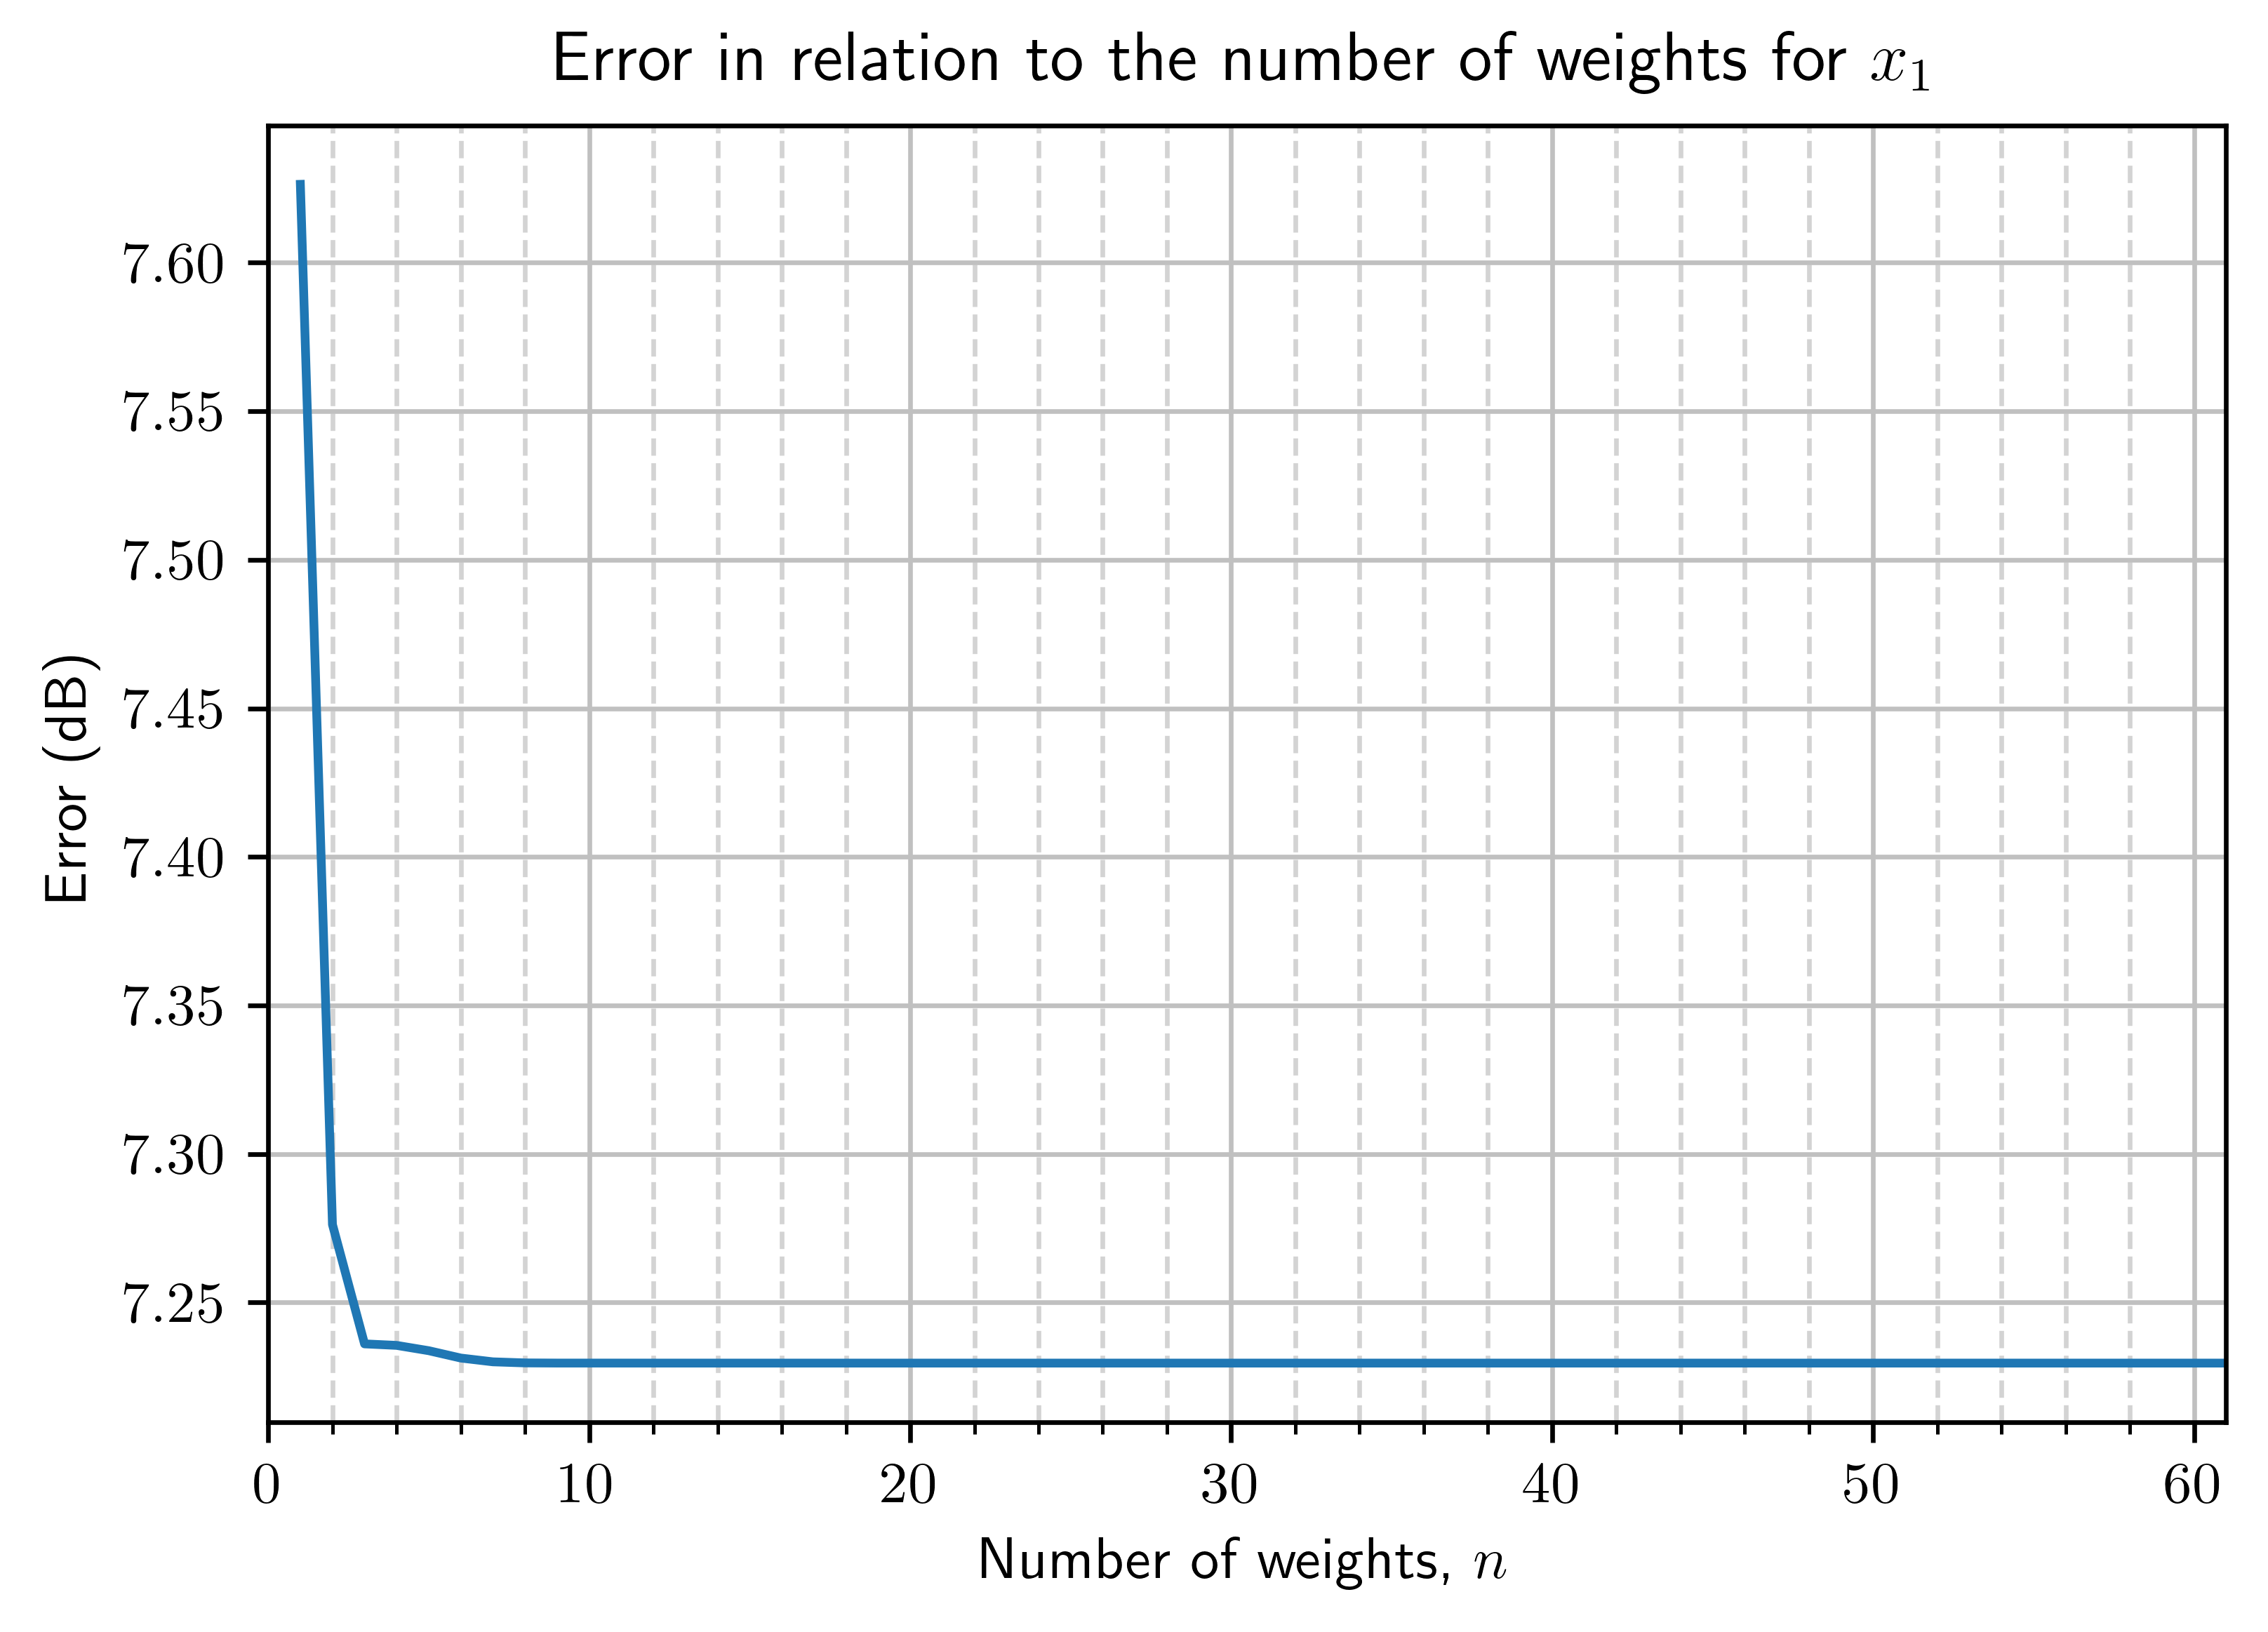 Error in relation to the number of weights for x₁
Error (dB)
7.60
7.55
7.50
7.45
7.40
7.35
7.30
7.25
0 10 20 30 40 50 60
Number of weights, n